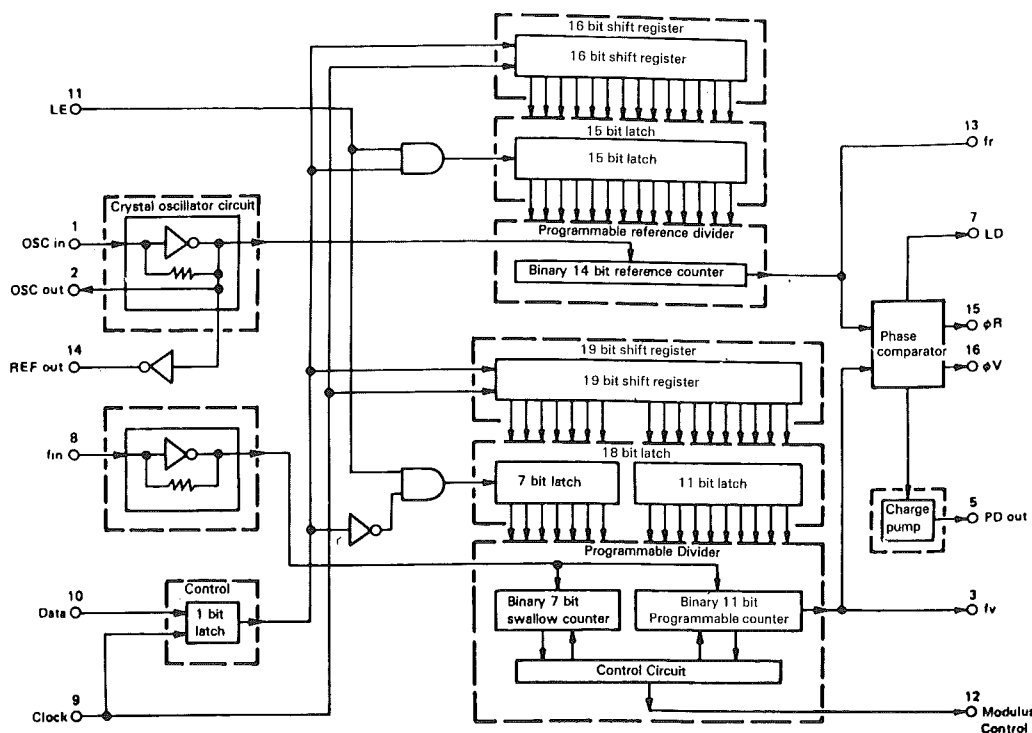 16 bit shift register
16 bit shift register
11
LE
15 bit latch
15 bit latch
13
fr
Crystal oscillator circuit
1
OSC in
2
OSC out
14
REF out
Programmable reference divider
Binary 14 bit reference counter
7
LD
15
φR
Phase
comparator
16
φV
19 bit shift register
19 bit shift register
8
fin
18 bit latch
7 bit latch
11 bit latch
5
Charge
pump
PD out
Programmable Divider
Control
10
Data
1 bit
latch
Binary 7 bit
swallow counter
Binary 11 bit
Programmable counter
3
fv
Control Circuit
9
Clock
12
Modulus
Control